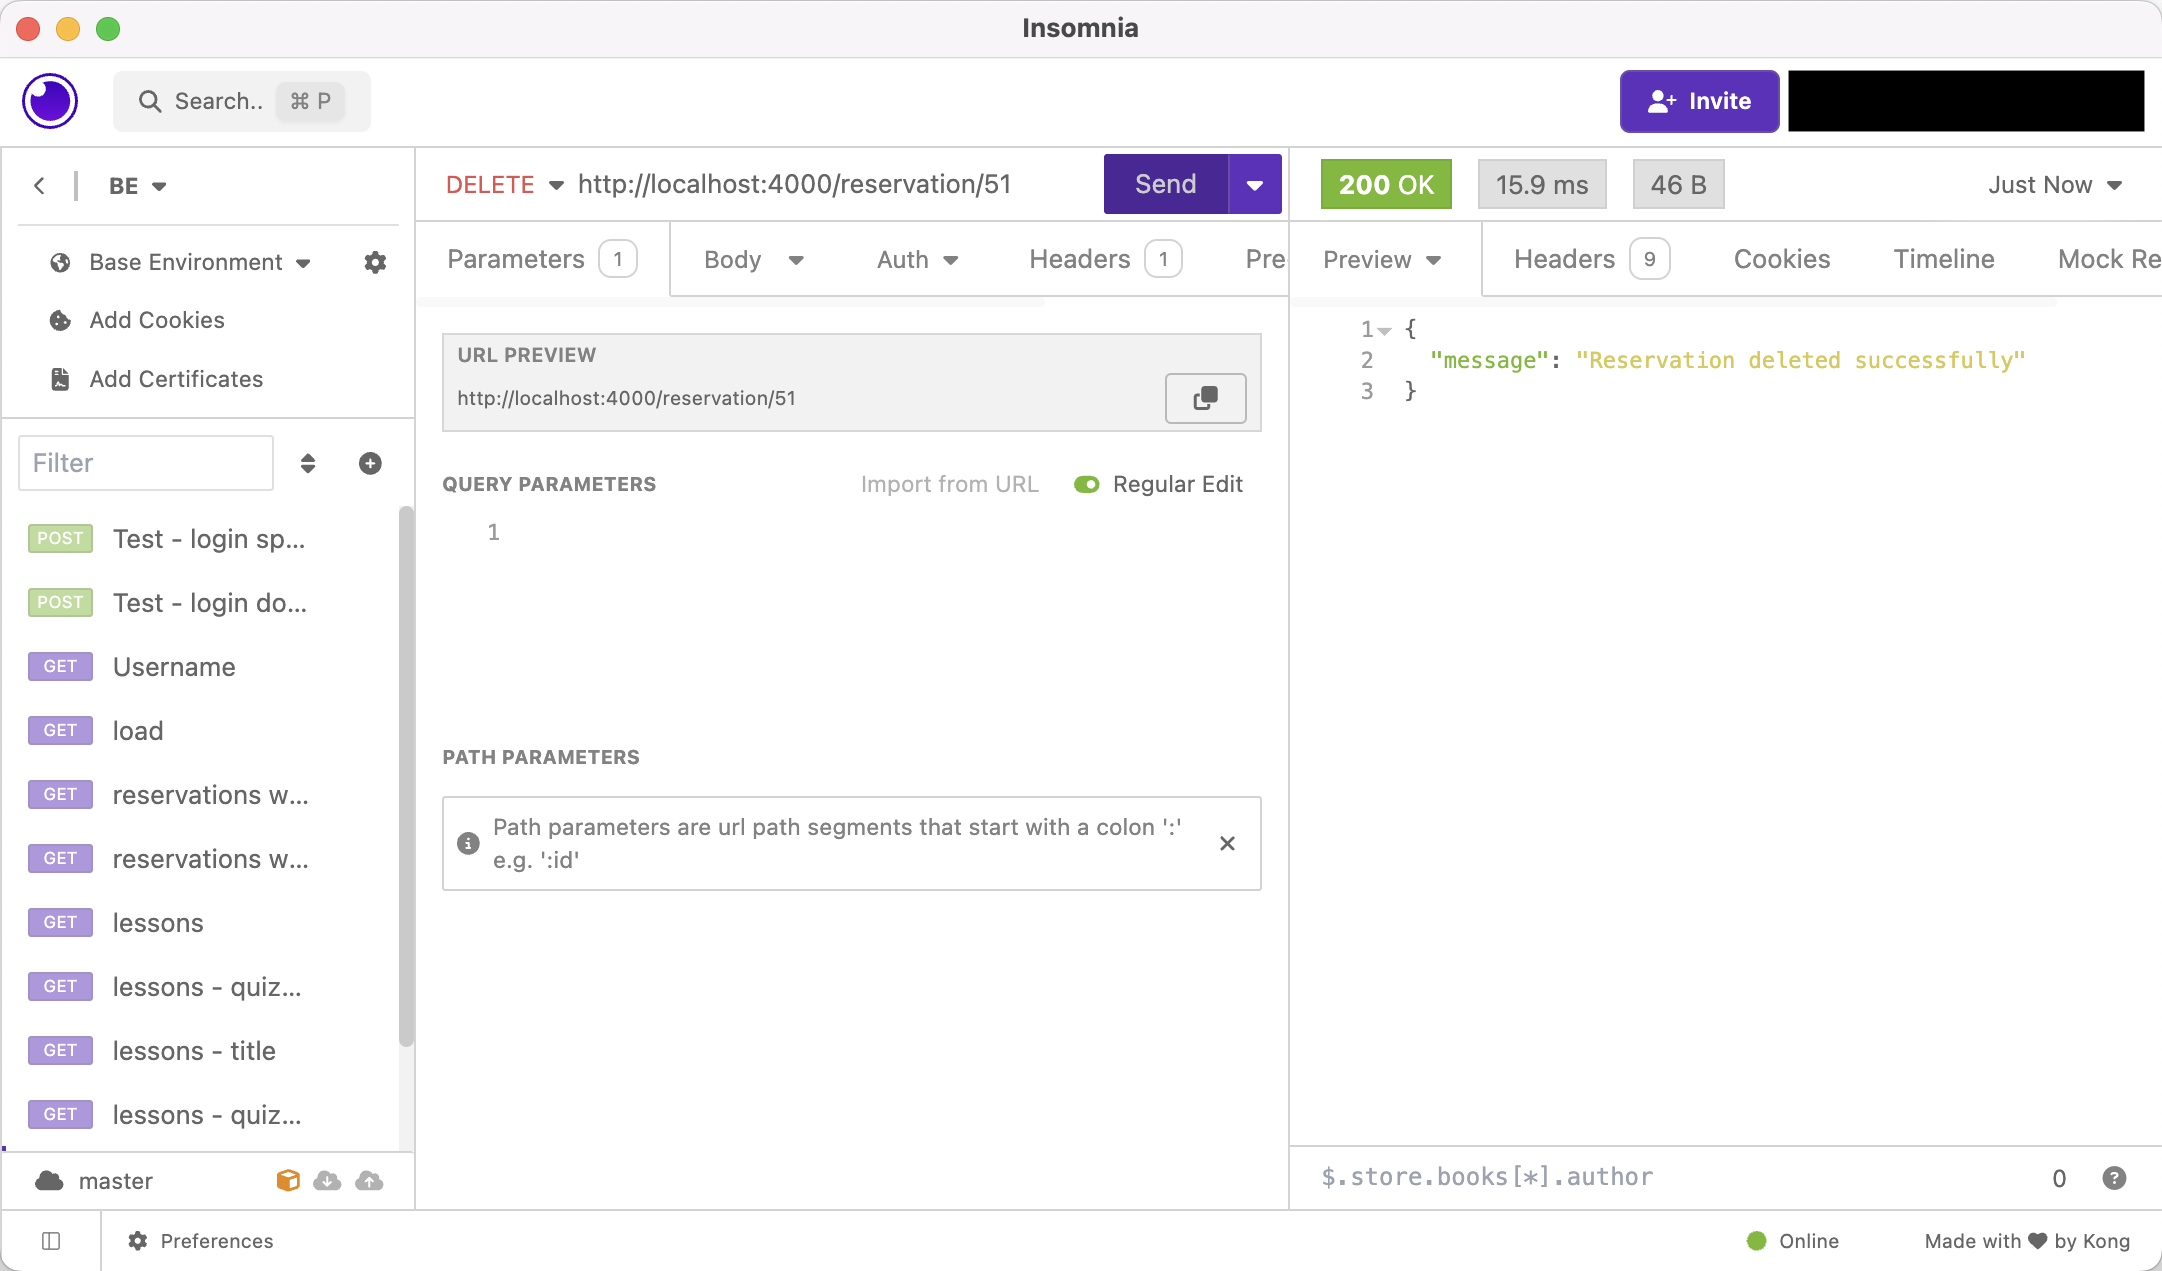 Insomnia
Search.. ⌘ P
Invite
BE
Base Environment
Add Cookies
Add Certificates
Filter
POST Test - login sp...
POST Test - login do...
GET Username
GET load
GET reservations w...
GET reservations w...
GET lessons
GET lessons - quiz...
GET lessons - title
GET lessons - quiz...
master
DELETE http://localhost:4000/reservation/51 Send
Parameters 1 Body Auth Headers 1 Pre
URL PREVIEW
http://localhost:4000/reservation/51
QUERY PARAMETERS Import from URL Regular Edit
1
PATH PARAMETERS
Path parameters are url path segments that start with a colon ':'
e.g. ':id'
200 OK 15.9 ms 46 B Just Now
Preview Headers 9 Cookies Timeline Mock Re
1 {
2 "message": "Reservation deleted successfully"
3 }
$.store.books[*].author 0 ?
Preferences Online Made with ♥ by Kong